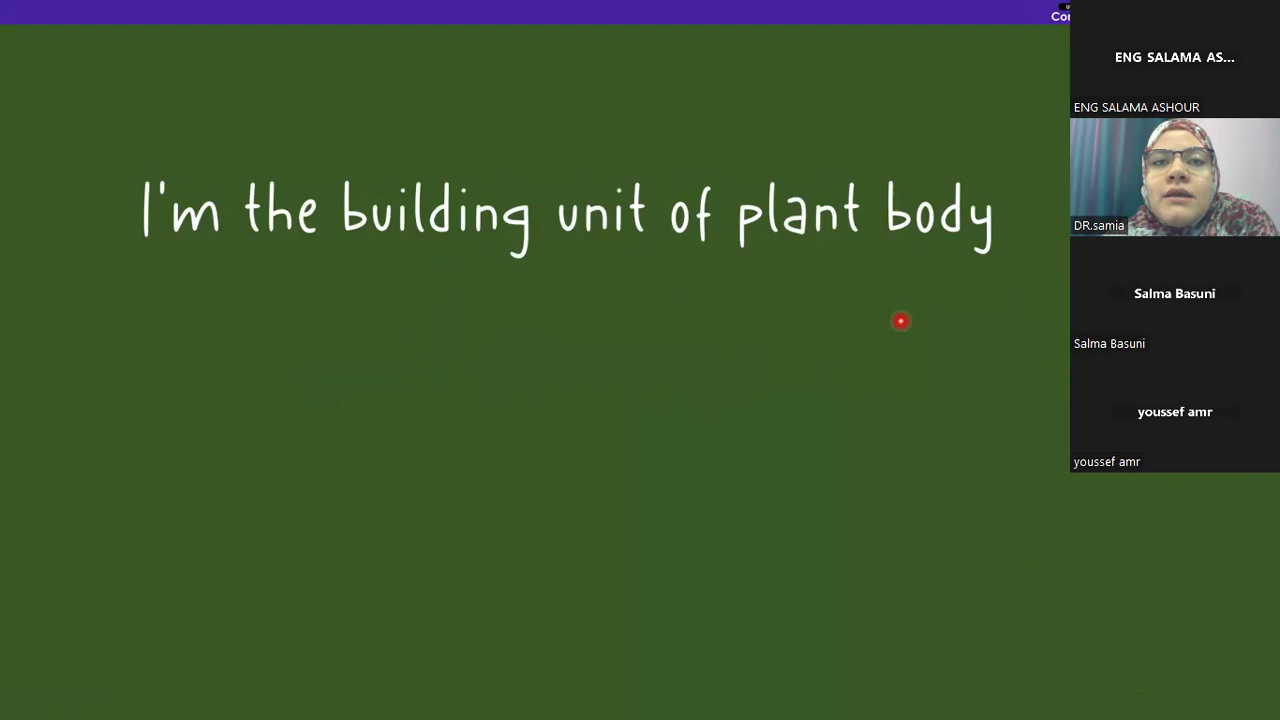 I'm the building unit of plant body
ENG SALAMA AS...
ENG SALAMA ASHOUR
DR.samia
Salma Basuni
Salma Basuni
youssef amr
youssef amr